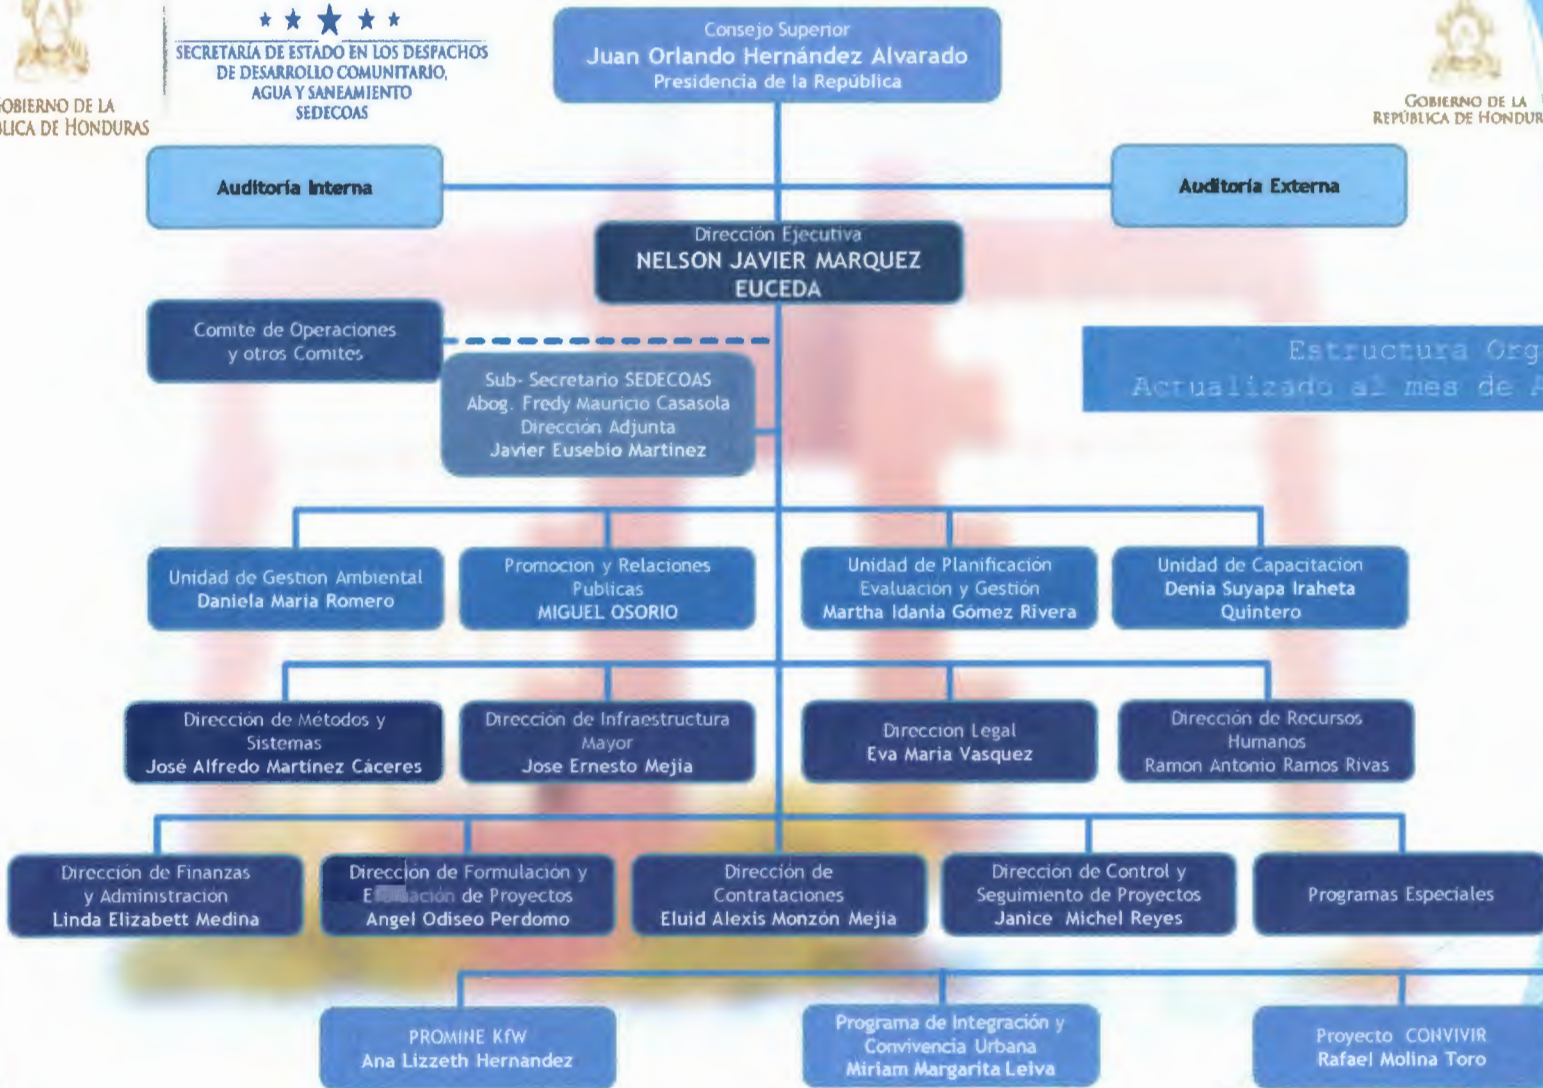 GOBIERNO DE LA
BLICA DE HONDURAS
SECRETARÍA DE ESTADO EN LOS DESPACHOS
DE DESARROLLO COMUNITARIO,
AGUA Y SANEAMIENTO
SEDECOAS
Consejo Superior
Juan Orlando Hernández Alvarado
Presidencia de la República
GOBIERNO DE LA
REPÚBLICA DE HONDUR
Auditoría Interna
Auditoría Externa
Dirección Ejecutiva
NELSON JAVIER MARQUEZ
EUCEDA
Comité de Operaciones
y otros Comites
Estructura Org
Actualizado al mes de A
Sub- Secretario SEDECOAS
Abog. Fredy Mauricio Casasola
Dirección Adjunta
Javier Eusebio Martinez
Unidad de Gestion Ambiental
Daniela María Romero
Promocion y Relaciones
Publicas
MIGUEL OSORIO
Unidad de Planificación
Evaluacion y Gestión
Martha Idania Gómez Rivera
Unidad de Capacitacion
Denia Suyapa Iraheta
Quintero
Dirección de Métodos y
Sistemas
José Alfredo Martínez Cáceres
Dirección de Infraestructura
Mayor
Jose Ernesto Mejia
Direccion Legal
Eva Maria Vasquez
Dirección de Recursos
Humanos
Ramon Antonio Ramos Rivas
Dirección de Finanzas
y Administración
Linda Elizabett Medina
Dirección de Formulación y
de Proyectos
Angel Odiseo Perdomo
Dirección de
Contrataciones
Eluid Alexis Monzón Mejia
Dirección de Control y
Seguimiento de Proyectos
Janice Michel Reyes
Programas Especiales
PROMINE KfW
Ana Lizzeth Hernandez
Programa de Integración y
Convivencia Urbana
Miriam Margarita Leiva
Proyecto CONVIVIR
Rafael Molina Toro